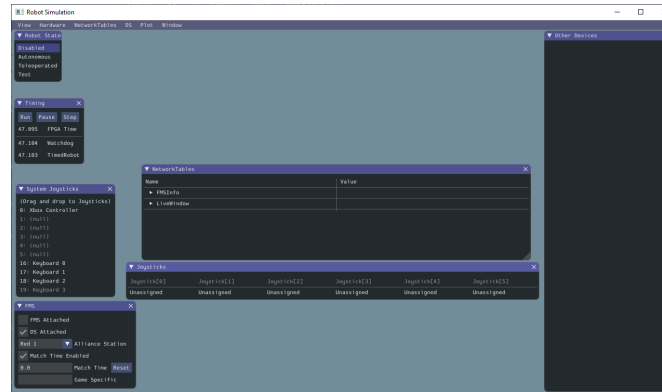 Robot Simulation
View Hardware NetworkTables DS Plot Window
Robot State
Disabled
Autonomous
Teleoperated
Test
Other Devices
Timing
Run Pause Step
47.095 FPGA Time
47.104 Watchdog
47.103 TimedRobot
NetworkTables
Name Value
FMSInfo
LiveWindow
System Joysticks
(Drag and drop to Joysticks)
0: Xbox Controller
1: (null)
2: (null)
3: (null)
4: (null)
5: (null)
16: Keyboard 0
17: Keyboard 1
18: Keyboard 2
19: Keyboard 3
Joysticks
Joystick[0] Joystick[1] Joystick[2] Joystick[3] Joystick[4] Joystick[5]
Unassigned Unassigned Unassigned Unassigned Unassigned Unassigned
FMS
FMS Attached
DS Attached
Red 1 Alliance Station
Match Time Enabled
0.0 Match Time Reset
Game Specific